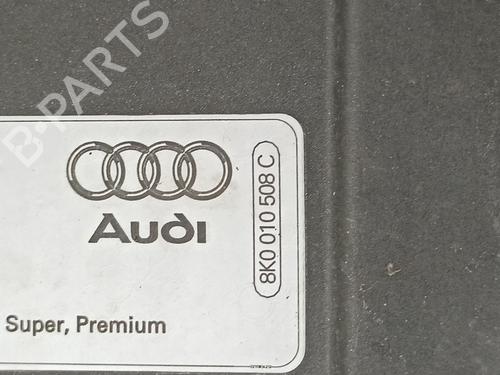 B-PARTS
Audi
8K0 010 508 C
Super, Premium